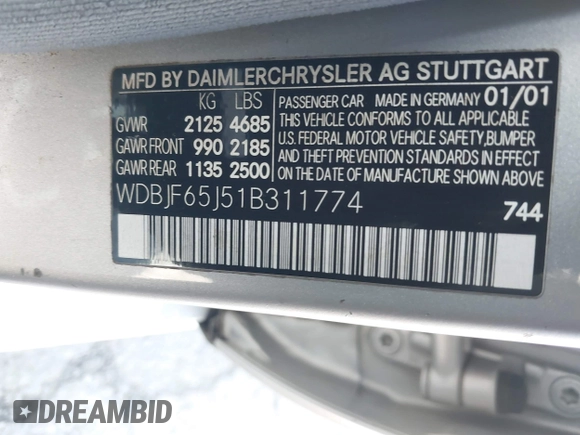 MFD BY DAIMLERCHRYSLER AG STUTTGART
KG LBS
GVWR 2125 4685
GAWR FRONT 990 2185
GAWR REAR 1135 2500
PASSENGER CAR MADE IN GERMANY 01/01
THIS VEHICLE CONFORMS TO ALL APPLICABLE
U.S. FEDERAL MOTOR VEHICLE SAFETY, BUMPER
AND THEFT PREVENTION STANDARDS IN EFFECT
ON THE DATE OF MANUFACTURE SHOWN ABOVE
WDBJF65J51B311774
744
DREAMBID